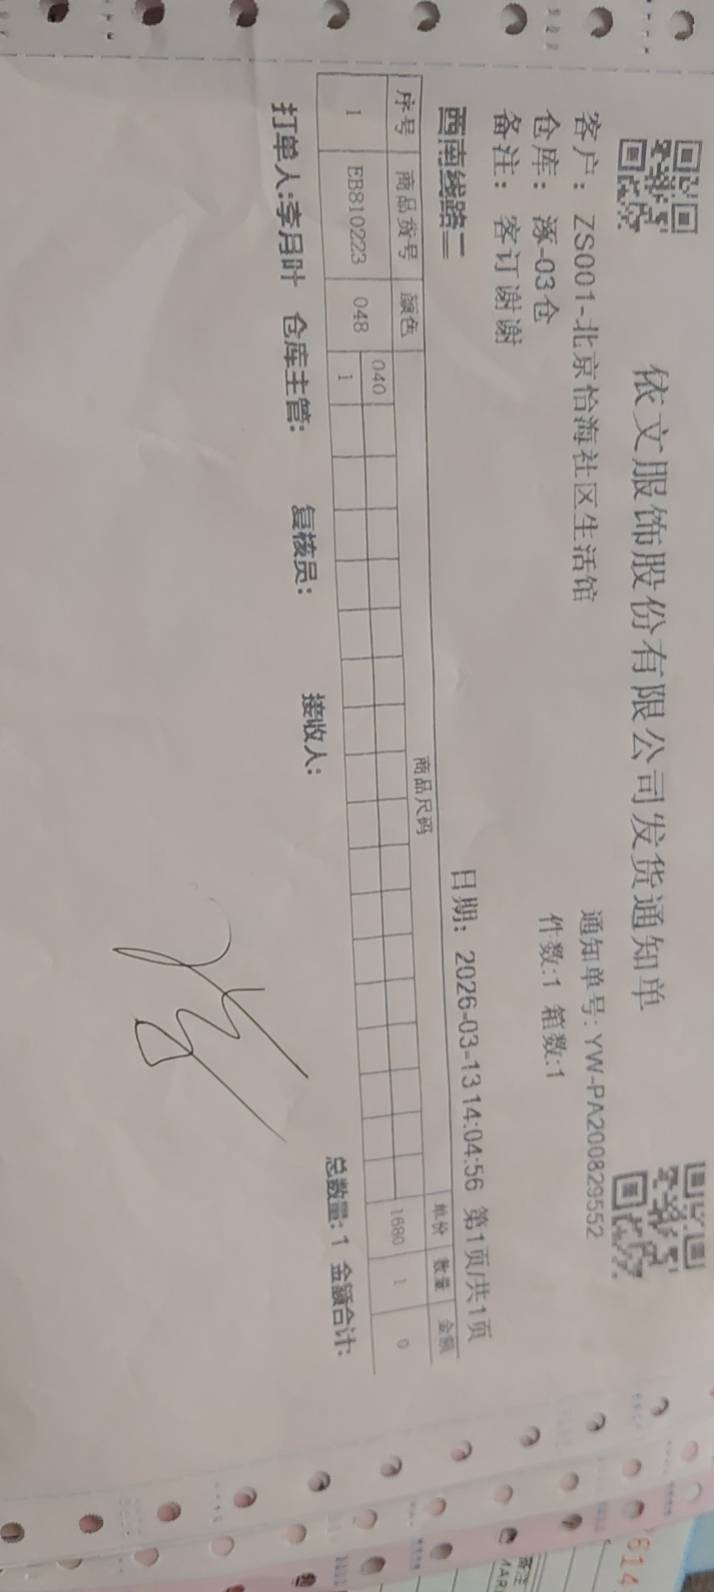 依文服饰股份有限公司发货通知单
客户： ZS001-北京怡海社区生活馆 通知单号: YW-PA200829552
仓库： 涿-03仓 件数:1 箱数:1
备注： 客订谢谢
西南线路二 日期： 2026-03-13 14:04:56 第1页/共1页
序号 商品货号 颜色 商品尺码 单价 数量 金额
040
1 EB810223 048 1 1680 1 0
打单人:李月叶 仓库主管: 复核员: 接收人: 总数量: 1 金额合计:
614
备注